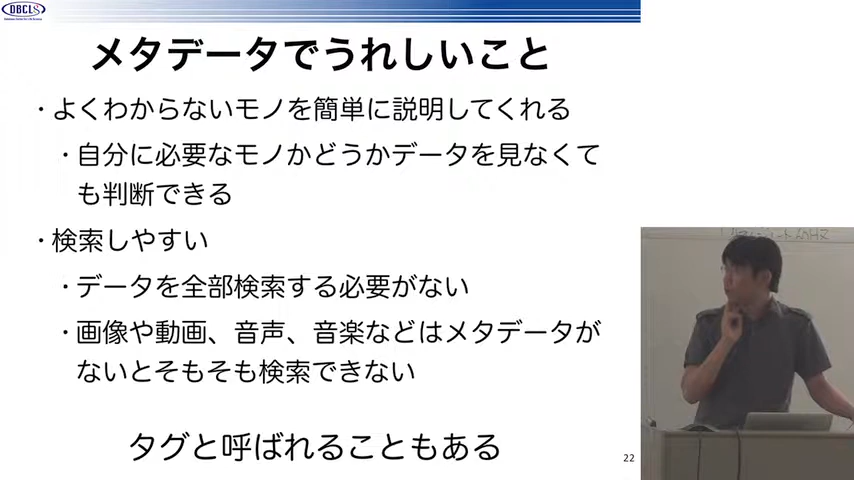 DBCLS
メタデータでうれしいこと
・よくわからないモノを簡単に説明してくれる
・自分に必要なモノかどうかデータを見なくて
も判断できる
・検索しやすい
・データを全部検索する必要がない
・画像や動画、音声、音楽などはメタデータが
ないとそもそも検索できない
タグと呼ばれることもある
22